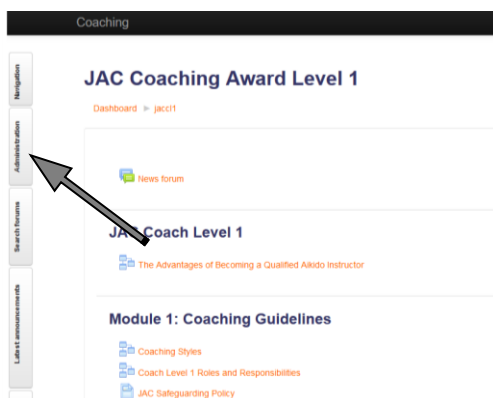 Coaching
Navigation
Administration
Search forums
Latest announcements
JAC Coaching Award Level 1
Dashboard ► jaccl1
News forum
JAC Coach Level 1
The Advantages of Becoming a Qualified Aikido Instructor
Module 1: Coaching Guidelines
Coaching Styles
Coach Level 1 Roles and Responsibilities
JAC Safeguarding Policy